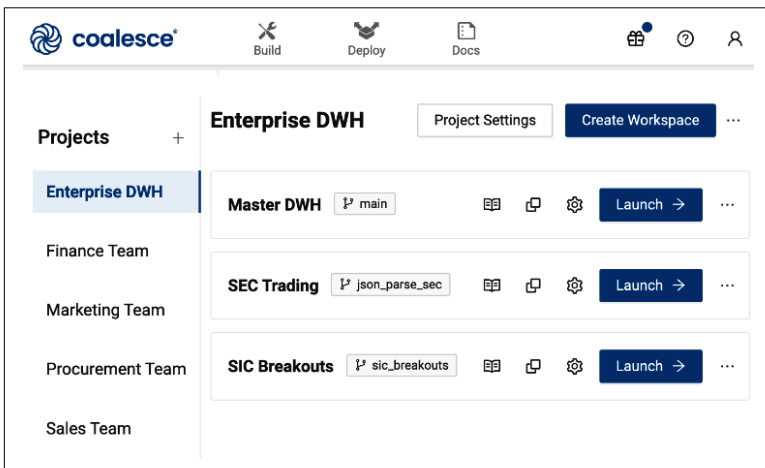 coalesce
Build
Deploy
Docs
Projects +
Enterprise DWH
Finance Team
Marketing Team
Procurement Team
Sales Team
Enterprise DWH
Project Settings
Create Workspace
Master DWH main Launch
SEC Trading json_parse_sec Launch
SIC Breakouts sic_breakouts Launch